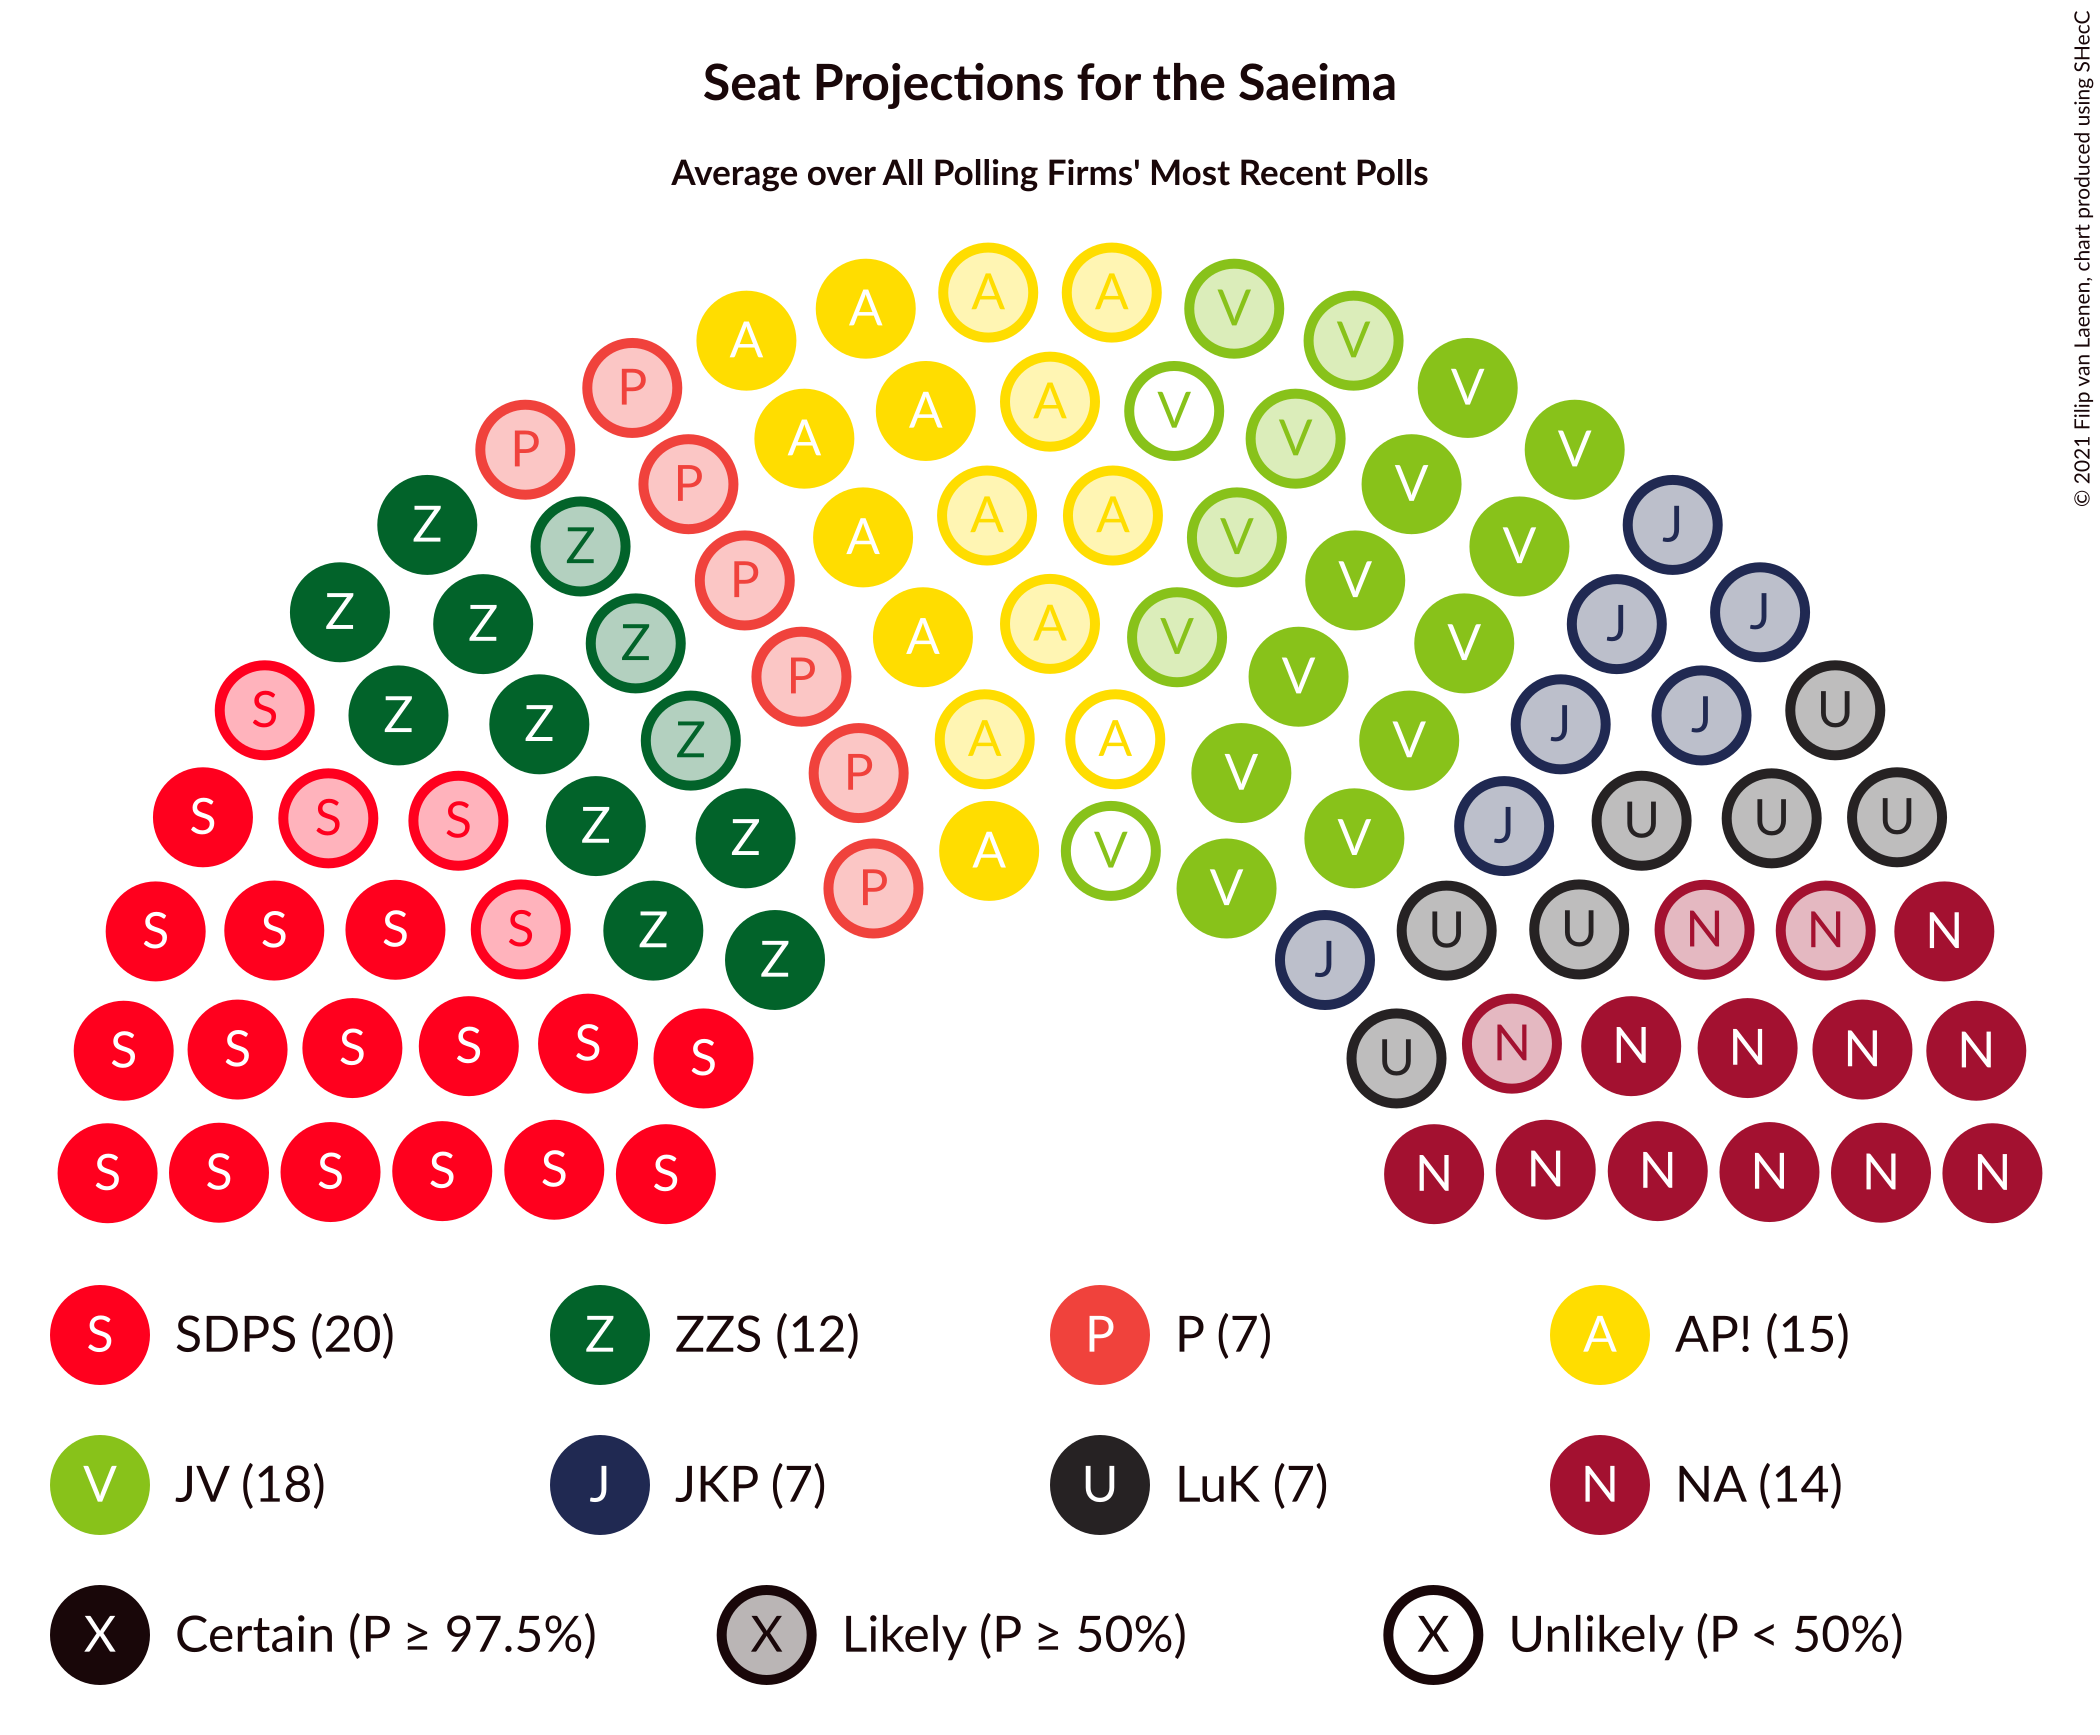 Seat Projections for the Saeima
Average over All Polling Firms' Most Recent Polls
© 2021 Filip van Laenen, chart produced using SHecC
A A A A V V
P A A A V V V V
P P A A A V V V J
Z Z P A A V V V J J
Z Z Z P A A V V V J J U
S Z Z Z P A V V V J U U U
S S S Z Z P A V V V J U U N N N
S S S S Z Z J U N N N N N
S S S S S S U
S S S S S S N N N N N N
S SDPS (20) Z ZZS (12) P P (7) A AP! (15)
V JV (18) J JKP (7) U LuK (7) N NA (14)
X Certain (P ≥ 97.5%) X Likely (P ≥ 50%) X Unlikely (P < 50%)